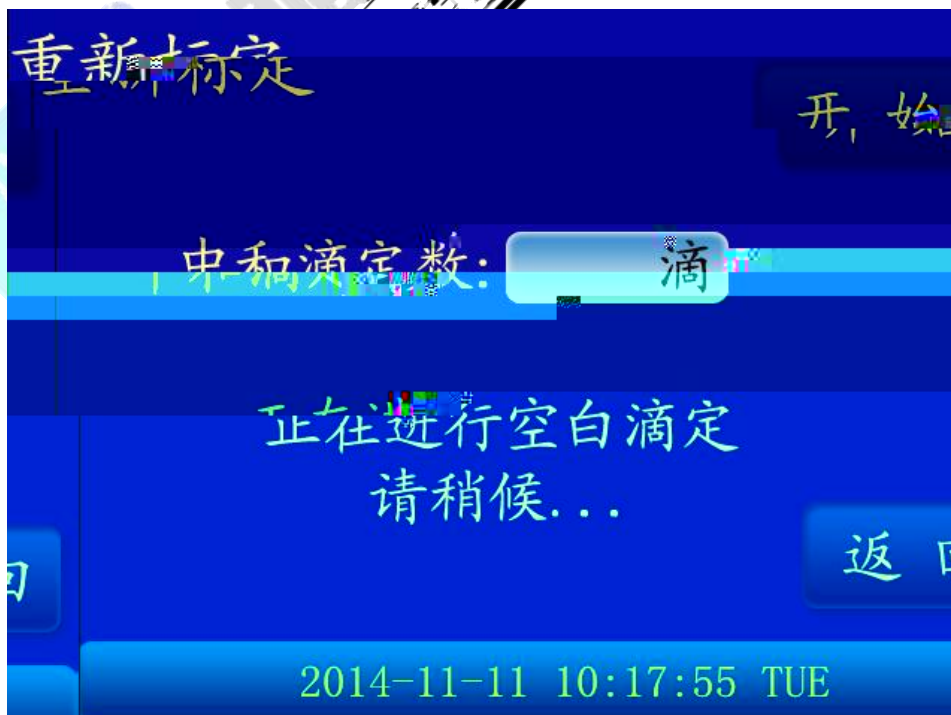 重新标定
开 始
中和滴定数: 滴
正在进行空白滴定
请稍候...
返 回
2014-11-11 10:17:55 TUE